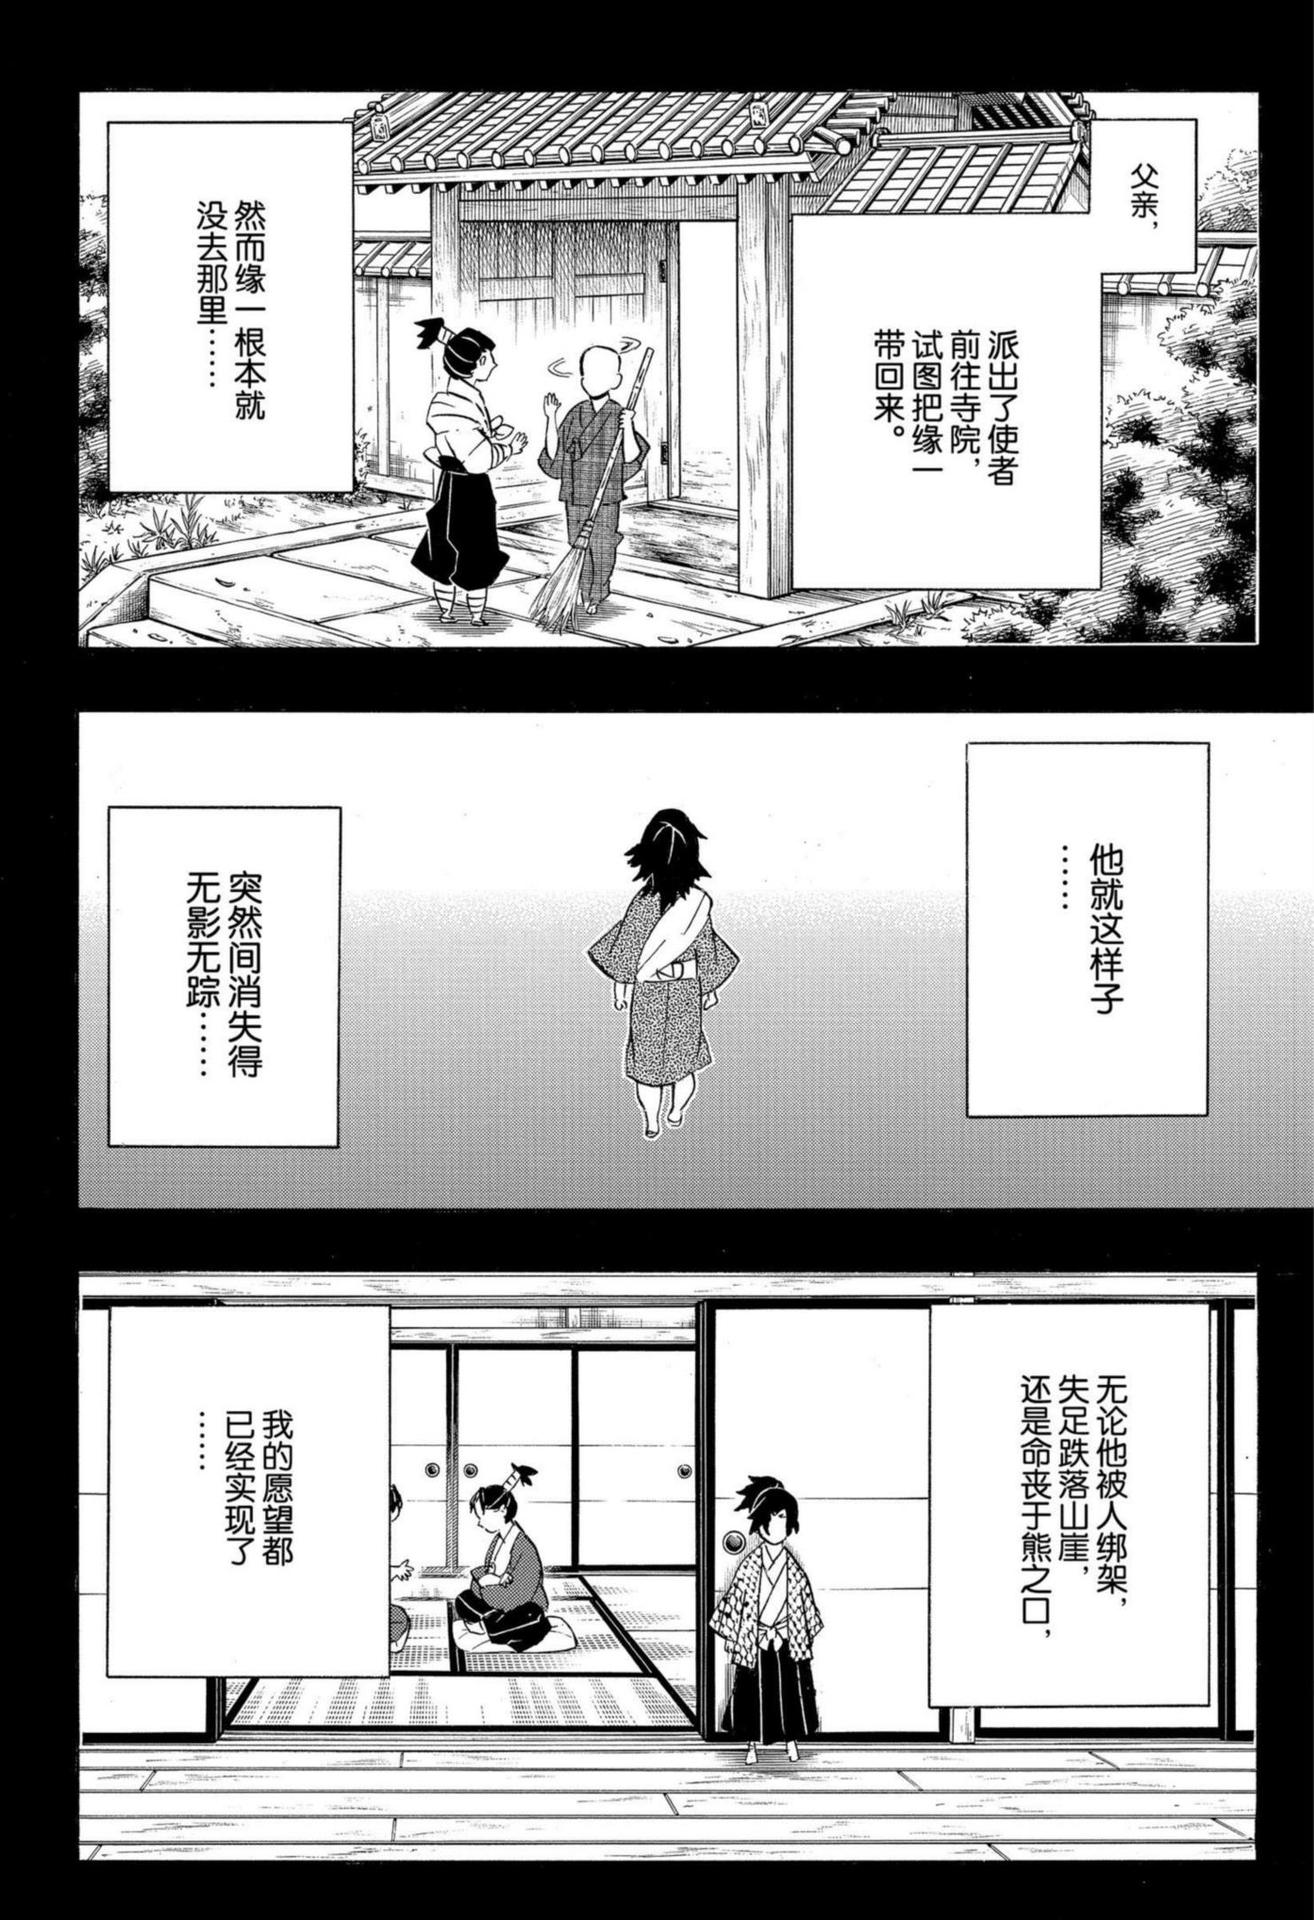 父亲，
派出了使者
前往寺院，
试图把缘一
带回来。
然而缘一根本就
没去那里……
他就这样子
……
突然间消失得
无影无踪……
无论他被人绑架，
失足跌落山崖，
还是命丧于熊之口，
我的愿望都
已经实现了
……